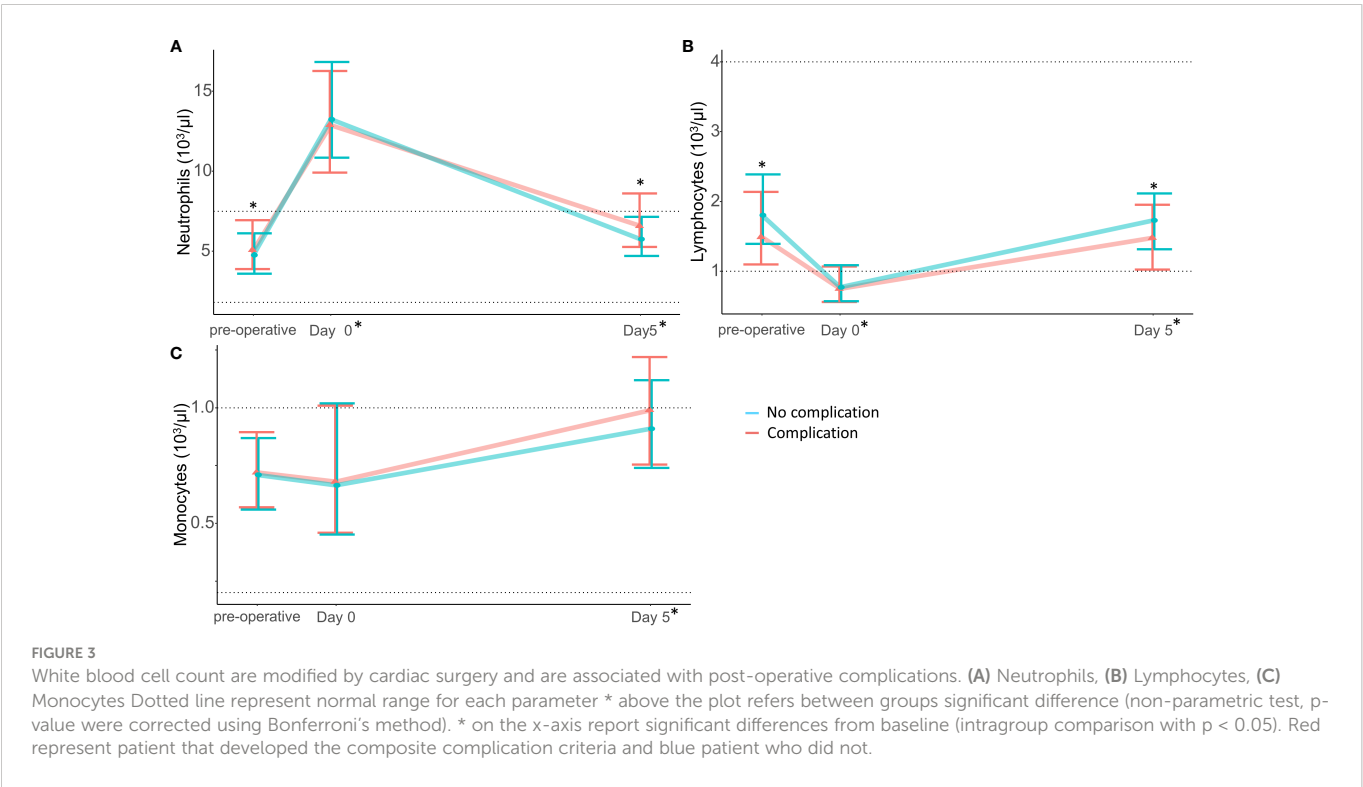 A
Neutrophils (10³/µl)
15
10
5
*
*
pre-operative Day 0* Day5*
B
Lymphocytes (10³/µl)
4
3
2
1
*
*
pre-operative Day 0* Day 5*
C
Monocytes (10³/µl)
1.0
0.5
pre-operative Day 0 Day 5*
No complication
Complication
FIGURE 3
White blood cell count are modified by cardiac surgery and are associated with post-operative complications. (A) Neutrophils, (B) Lymphocytes, (C)
Monocytes Dotted line represent normal range for each parameter * above the plot refers between groups significant difference (non-parametric test, p-
value were corrected using Bonferroni's method). * on the x-axis report significant differences from baseline (intragroup comparison with p < 0.05). Red
represent patient that developed the composite complication criteria and blue patient who did not.